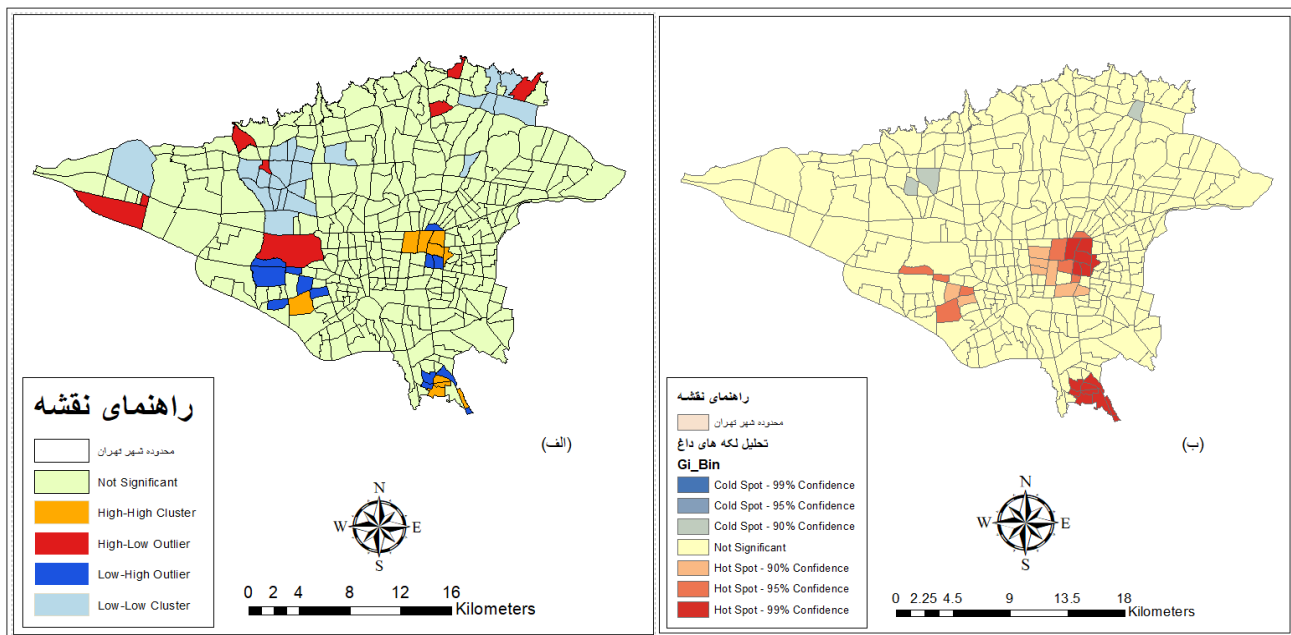 راهنمای نقشه
محدوده شهر تهران
Not Significant
High-High Cluster
High-Low Outlier
Low-High Outlier
Low-Low Cluster
(الف)
N
W E
S
0 2 4 8 12 16
Kilometers
راهنمای نقشه
محدوده شهر تهران
تحلیل لکه های داغ
Gi_Bin
Cold Spot - 99% Confidence
Cold Spot - 95% Confidence
Cold Spot - 90% Confidence
Not Significant
Hot Spot - 90% Confidence
Hot Spot - 95% Confidence
Hot Spot - 99% Confidence
(ب)
N
W E
S
0 2.25 4.5 9 13.5 18
Kilometers